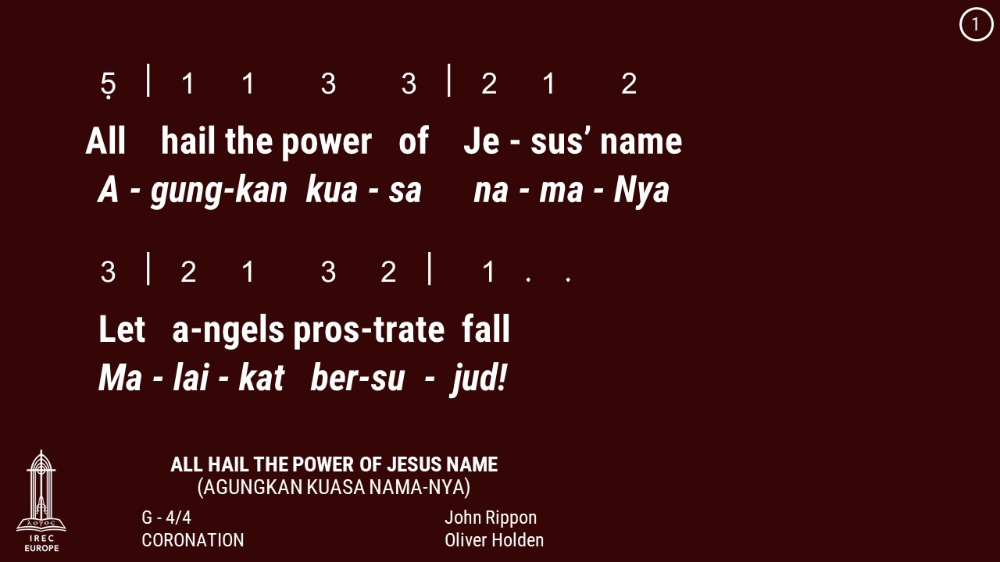 1
5̣ | 1 1 3 3 | 2 1 2
All hail the power of Je - sus’ name
A - gung-kan kua - sa na - ma - Nya
3 | 2 1 3 2 | 1 . .
Let a-ngels pros-trate fall
Ma - lai - kat ber-su - jud!
ALL HAIL THE POWER OF JESUS NAME
(AGUNGKAN KUASA NAMA-NYA)
G - 4/4
CORONATION
John Rippon
Oliver Holden
λογος
IREC
EUROPE